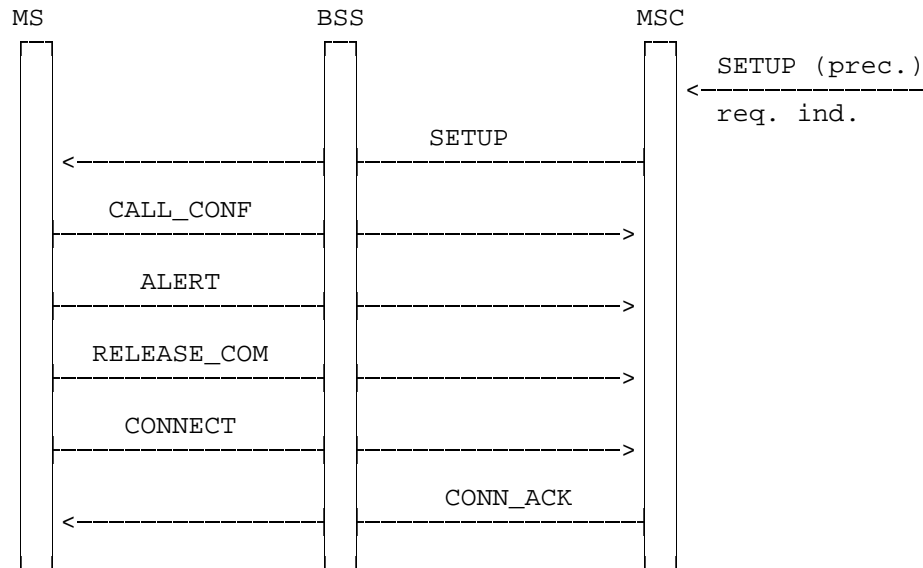 MS BSS MSC
SETUP (prec.)
req. ind.
SETUP
CALL_CONF
ALERT
RELEASE_COM
CONNECT
CONN_ACK